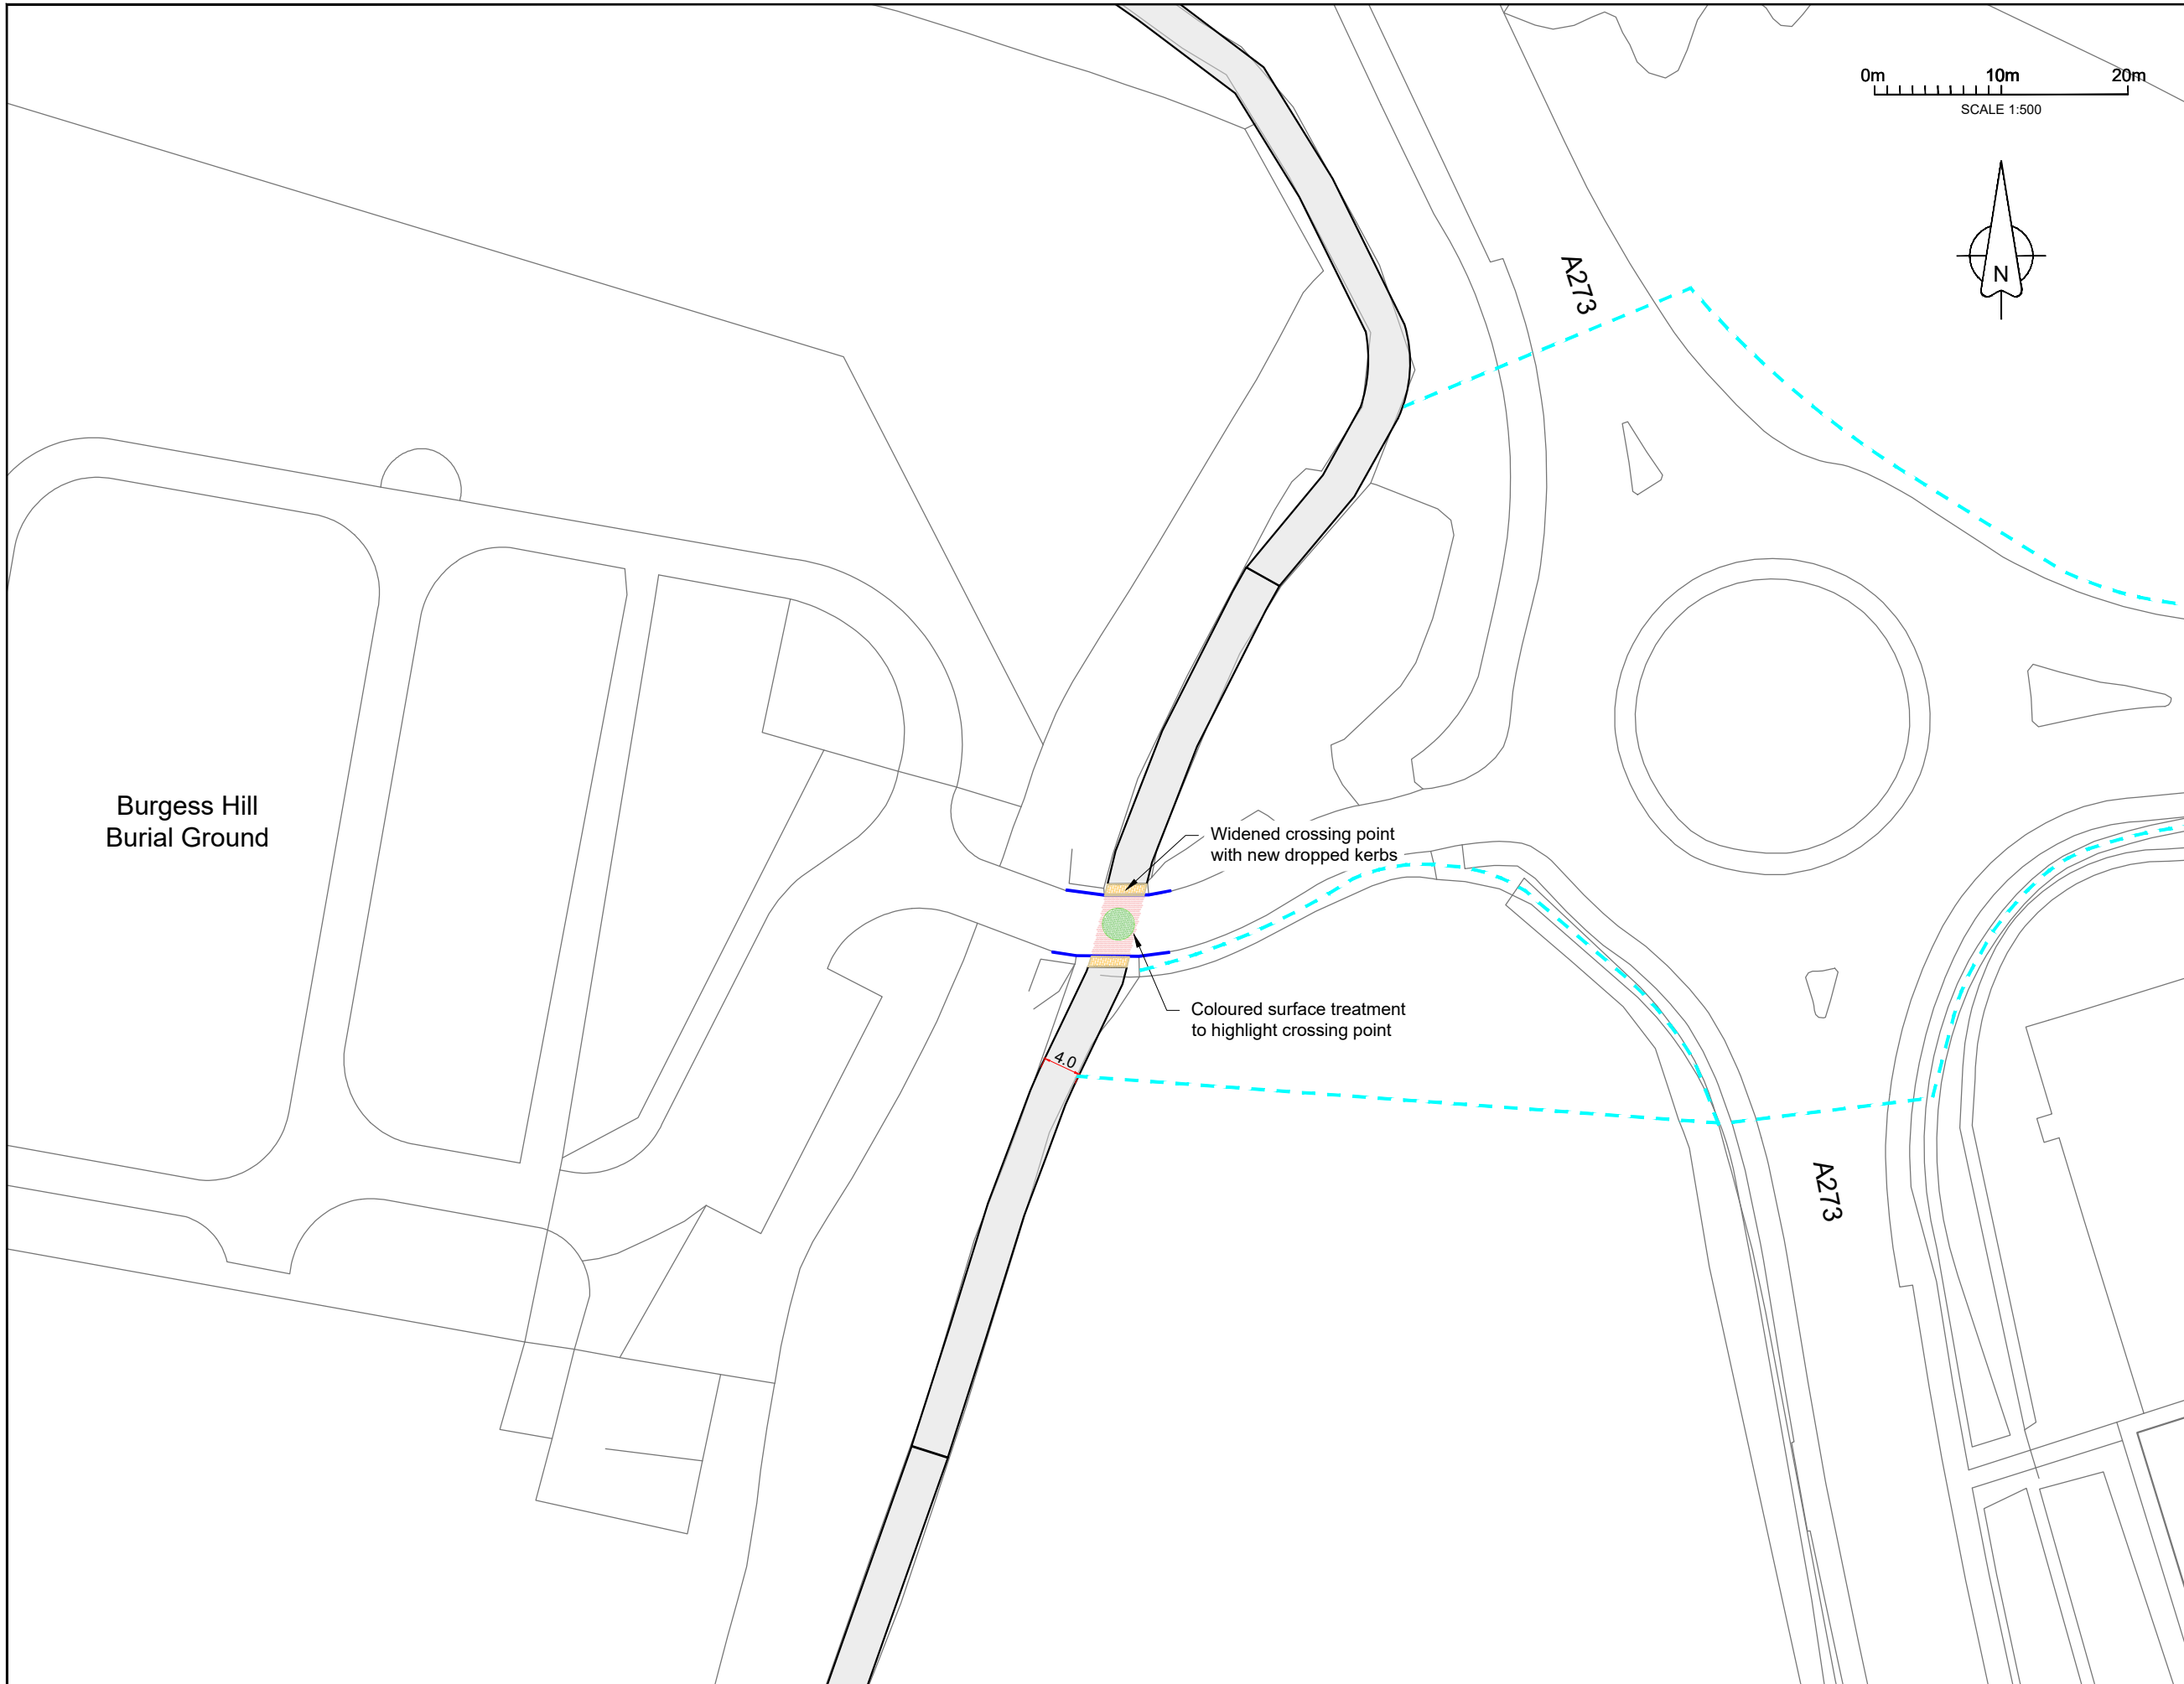 0m 10m 20m
SCALE 1:500
N
A273
Burgess Hill
Burial Ground
Widened crossing point
with new dropped kerbs
Coloured surface treatment
to highlight crossing point
4.0
A273